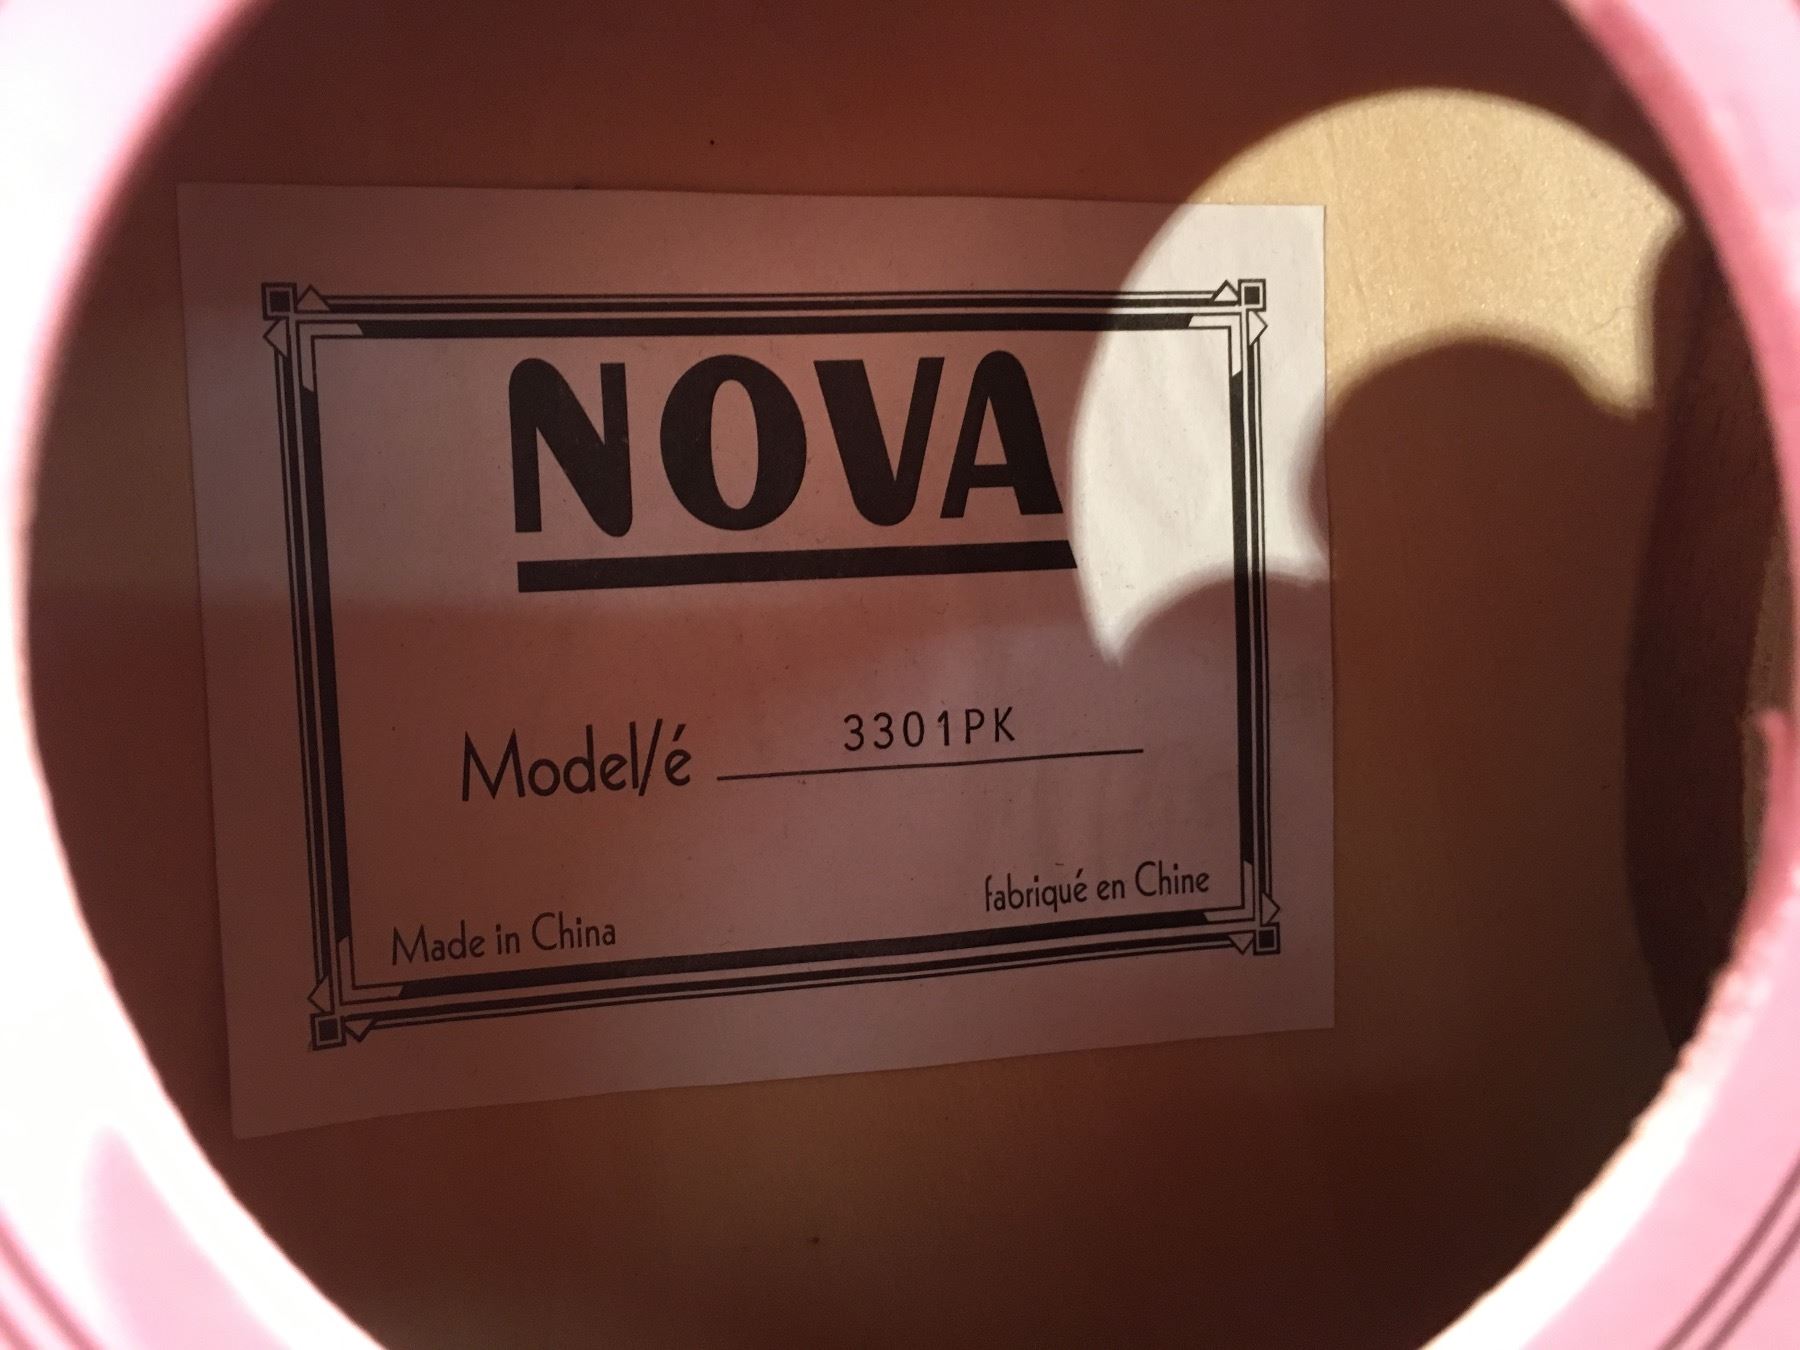 NOVA
Model/é 3301PK
Made in China
fabriqué en Chine